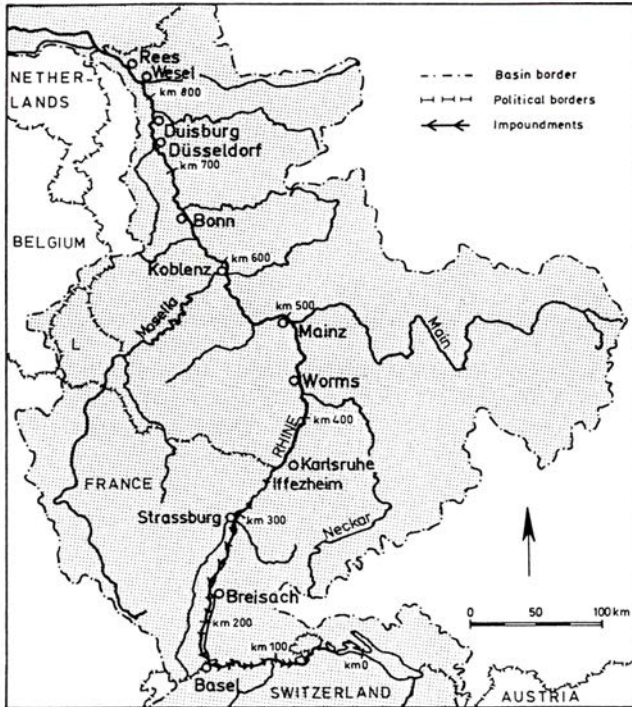 Rees
Wesel
NETHER-
LANDS
km 800
Basin border
Political borders
Impoundments
Duisburg
Düsseldorf
km 700
Bonn
BELGIUM
km 600
Koblenz
Mosella
km 500
Mainz
Main
L
L
Worms
km 400
RHINE
Karlsruhe
Iffezheim
FRANCE
Strassburg
km 300
Neckar
Breisach
0 50 100 km
km 200
km 100
km 0
Basel
SWITZERLAND
AUSTRIA